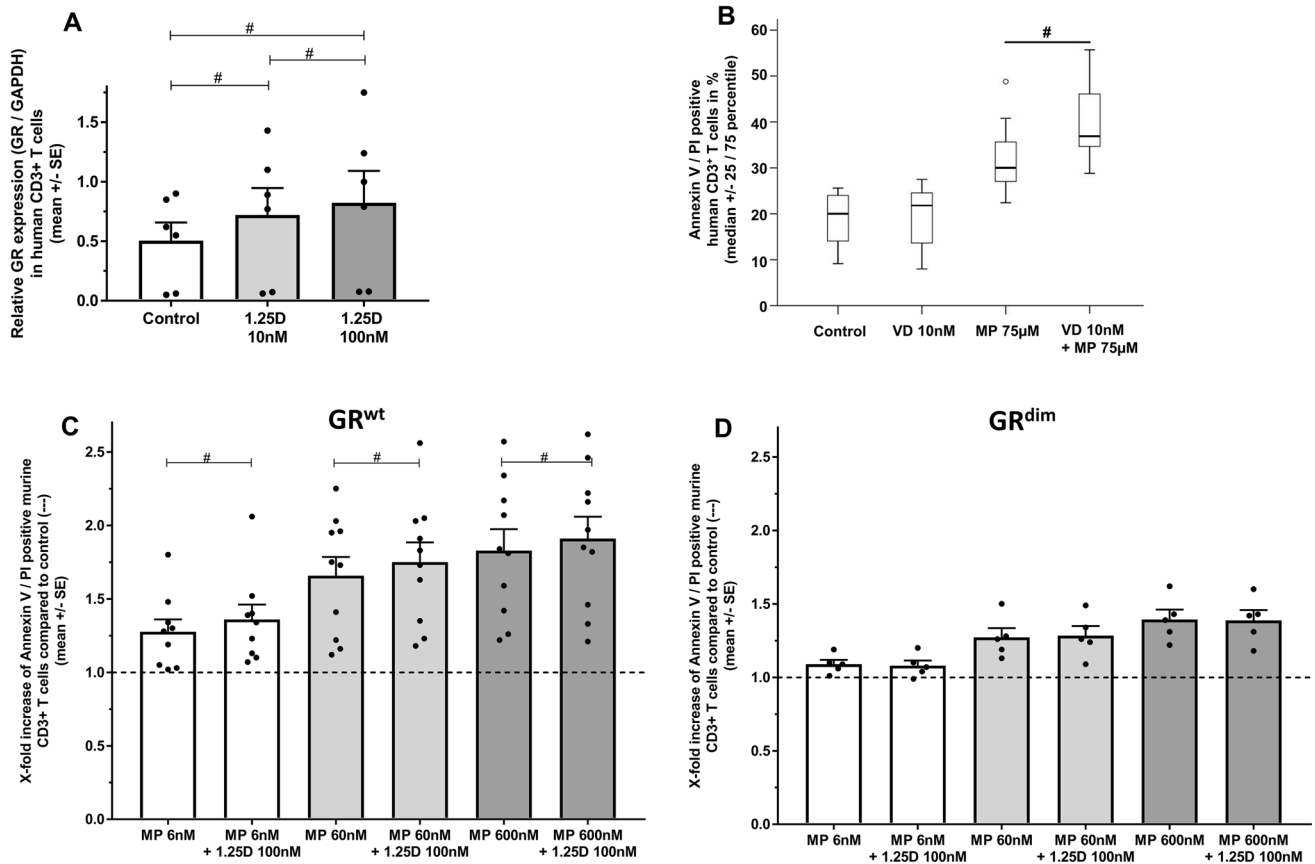 A
#
#
#
Relative GR expression (GR / GAPDH)
in human CD3+ T cells
(mean +/- SE)
1.5
1.0
0.5
0.0
Control
1.25D
10nM
1.25D
100nM
B
#
Annexin V / PI positive
human CD3+ T cells in %
(median +/- 25 / 75 percentile)
60
50
40
30
20
10
0
Control
VD 10nM
MP 75µM
VD 10nM
+ MP 75µM
C
GRwt
#
#
#
X-fold increase of Annexin V / PI positive murine
CD3+ T cells compared to control (---)
(mean +/- SE)
2.5
2.0
1.5
1.0
0.5
0.0
MP 6nM
MP 6nM
+ 1.25D 100nM
MP 60nM
MP 60nM
+ 1.25D 100nM
MP 600nM
MP 600nM
+ 1.25D 100nM
D
GRdim
X-fold increase of Annexin V / PI positive murine
CD3+ T cells compared to control (---)
(mean +/- SE)
2.5
2.0
1.5
1.0
0.5
0.0
MP 6nM
MP 6nM
+ 1.25D 100nM
MP 60nM
MP 60nM
+ 1.25D 100nM
MP 600nM
MP 600nM
+ 1.25D 100nM